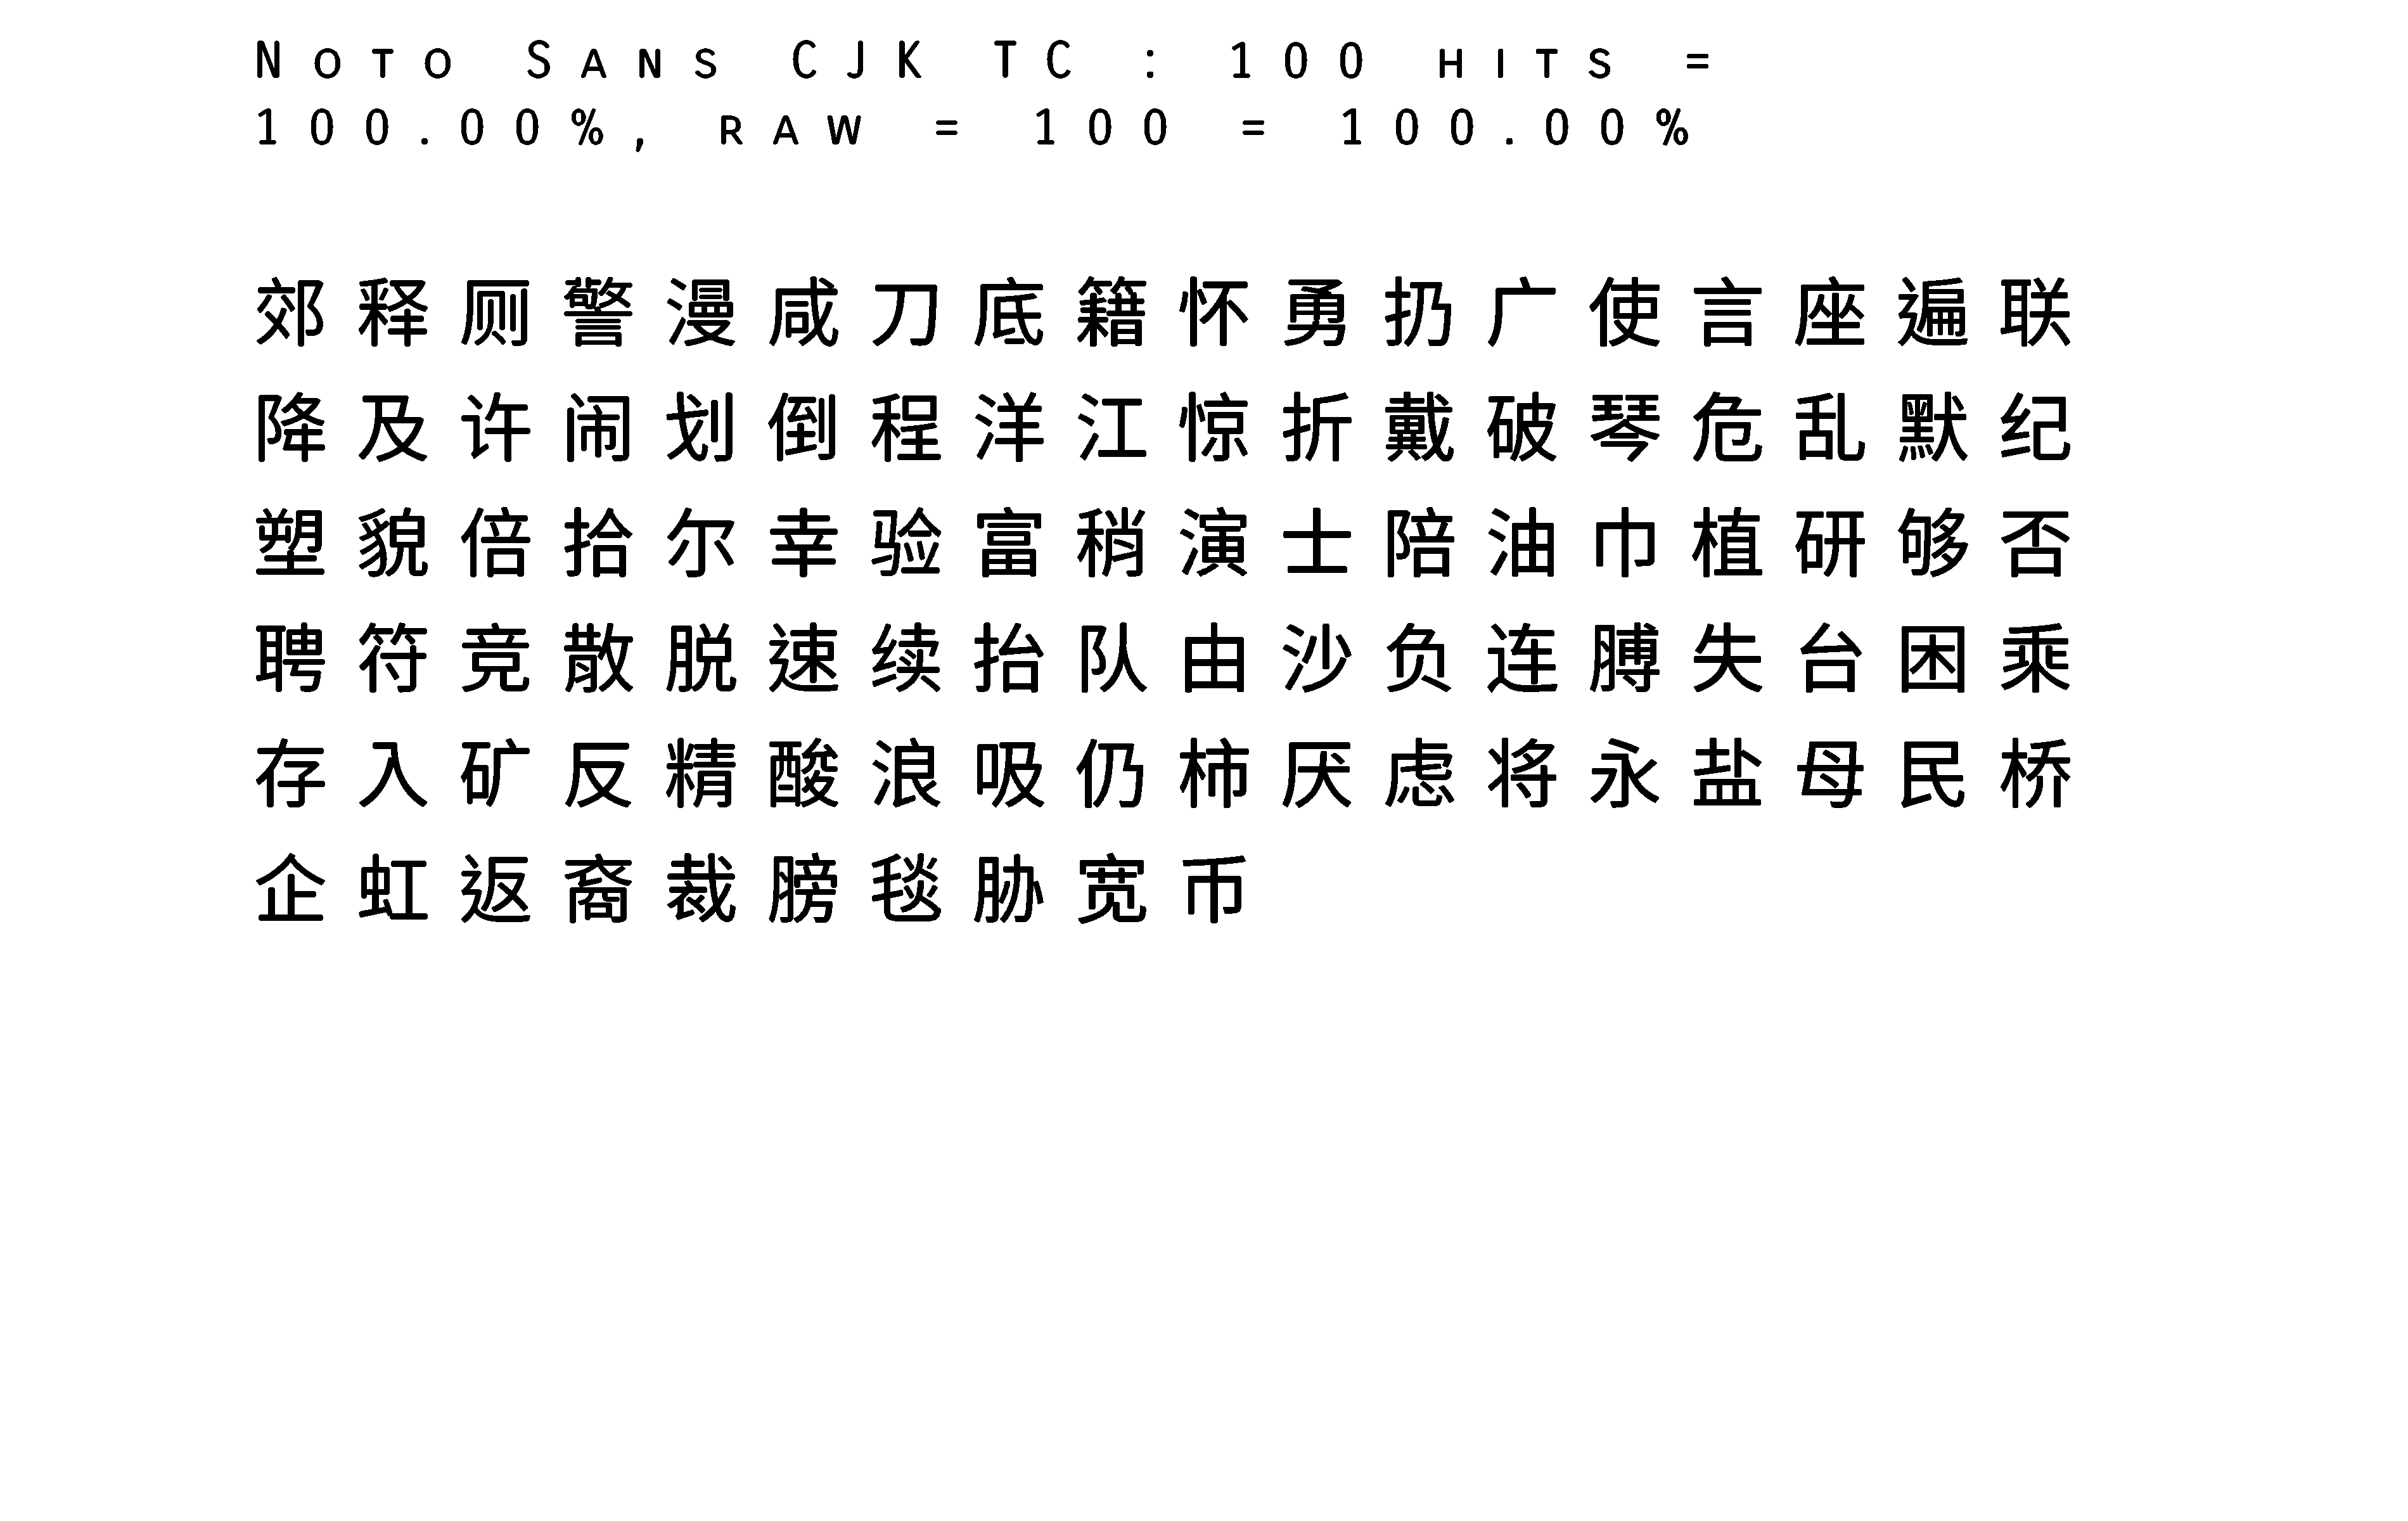 Noto Sans CJK TC : 100 hits =
100.00%, raw = 100 = 100.00%
郊释厕警漫咸刀底籍怀勇扔广使言座遍联
降及许闹划倒程洋江惊折戴破琴危乱默纪
塑貌倍拾尔幸验富稍演士陪油巾植研够否
聘符竞散脱速续抬队由沙负连膊失台困乘
存入矿反精酸浪吸仍柿厌虑将永盐母民桥
企虹返裔裁膀毯胁宽币